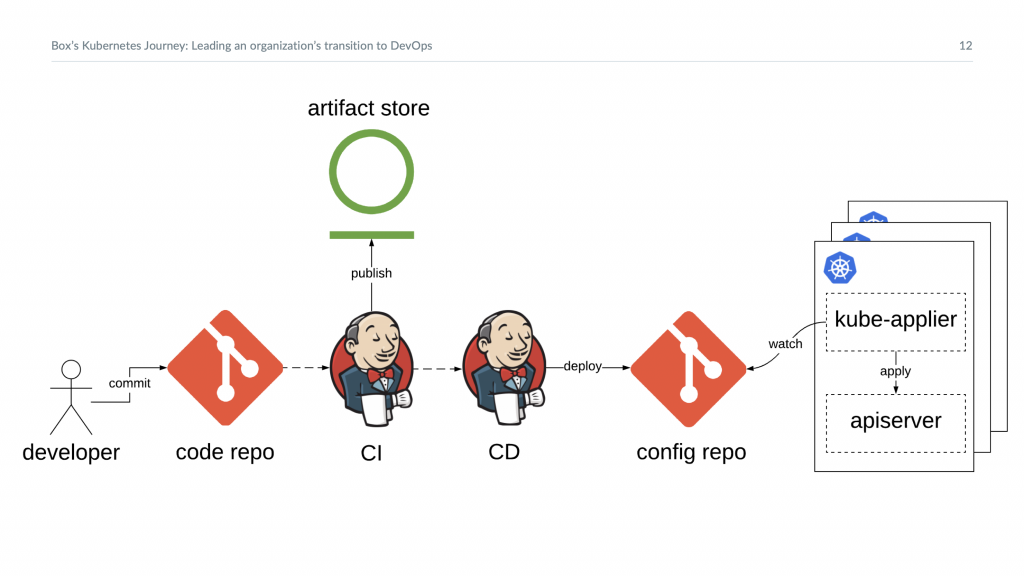 Box’s Kubernetes Journey: Leading an organization’s transition to DevOps
12
artifact store
publish
commit
deploy
watch
kube-applier
apply
apiserver
developer
code repo
CI
CD
config repo